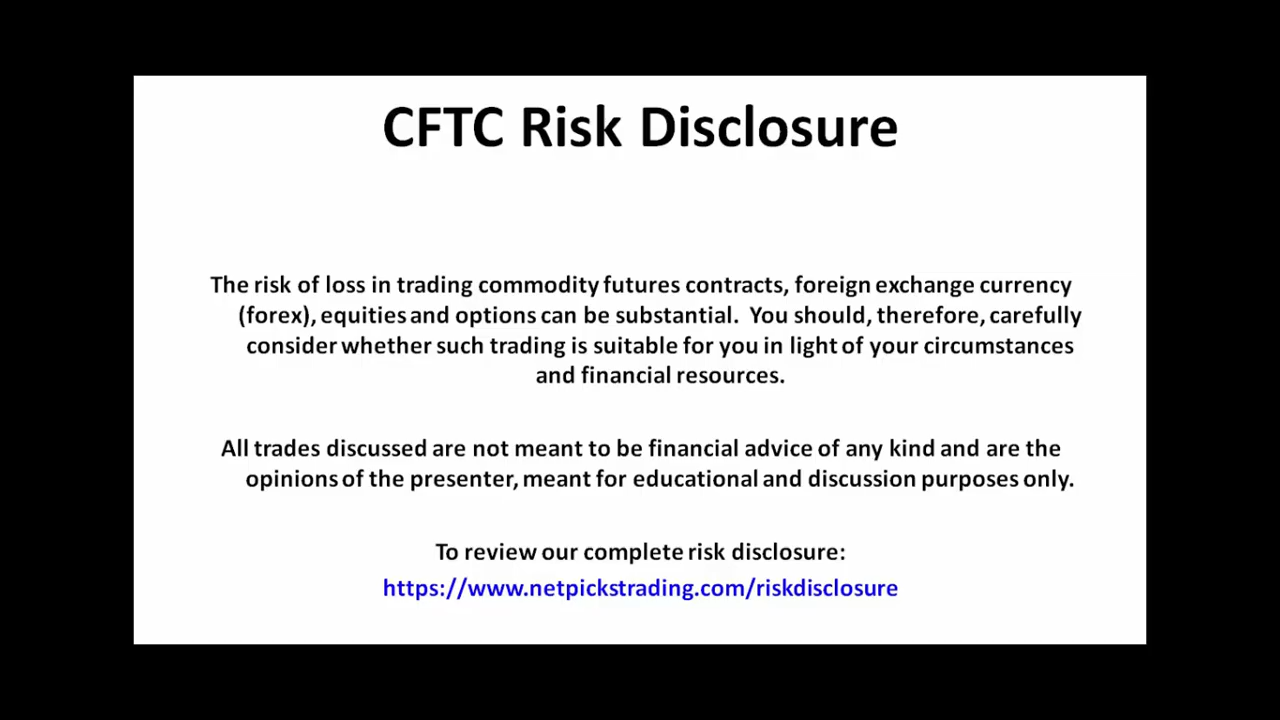 CFTC Risk Disclosure
The risk of loss in trading commodity futures contracts, foreign exchange currency
(forex), equities and options can be substantial.  You should, therefore, carefully
consider whether such trading is suitable for you in light of your circumstances
and financial resources.
All trades discussed are not meant to be financial advice of any kind and are the
opinions of the presenter, meant for educational and discussion purposes only.
To review our complete risk disclosure:
https://www.netpickstrading.com/riskdisclosure